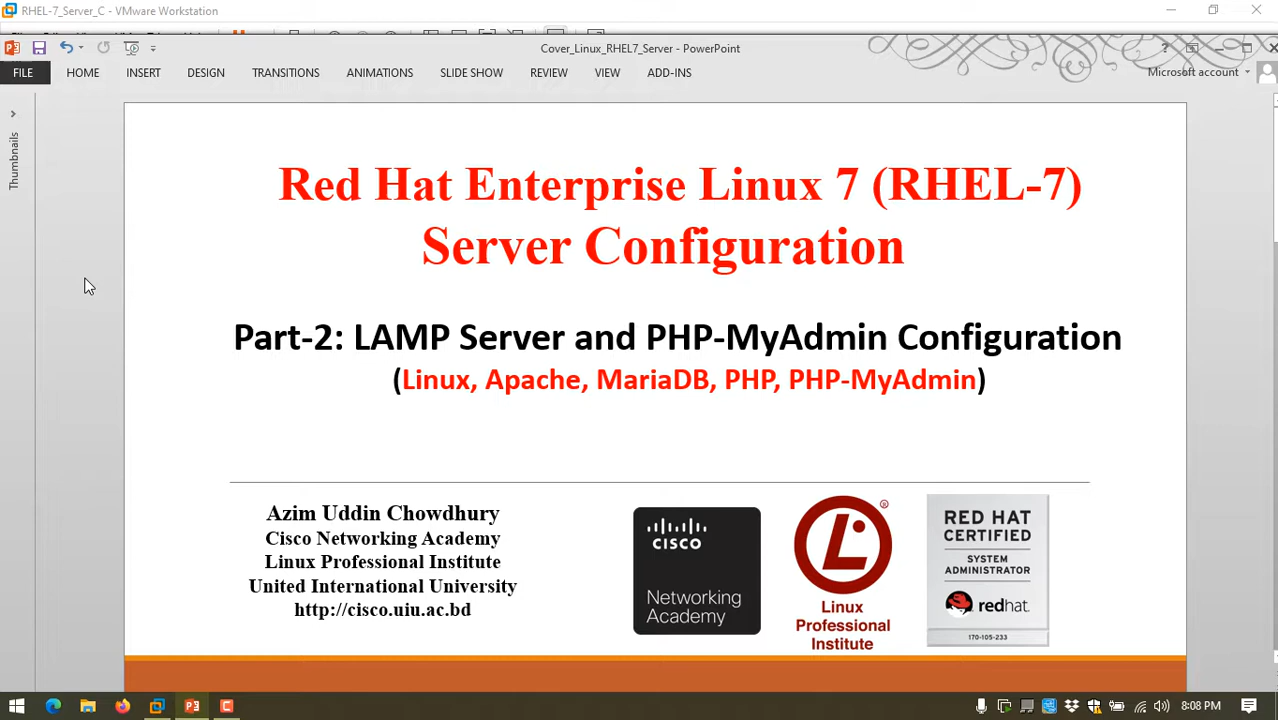 RHEL-7_Server_C - VMware Workstation
Cover_Linux_RHEL7_Server - PowerPoint
FILE HOME INSERT DESIGN TRANSITIONS ANIMATIONS SLIDE SHOW REVIEW VIEW ADD-INS Microsoft account
Thumbnails
Red Hat Enterprise Linux 7 (RHEL-7)
Server Configuration
Part-2: LAMP Server and PHP-MyAdmin Configuration
(Linux, Apache, MariaDB, PHP, PHP-MyAdmin)
Azim Uddin Chowdhury
Cisco Networking Academy
Linux Professional Institute
United International University
http://cisco.uiu.ac.bd
CISCO
Networking
Academy
L
Linux
Professional
Institute
RED HAT
CERTIFIED
SYSTEM
ADMINISTRATOR
redhat.
170-105-233
8:08 PM